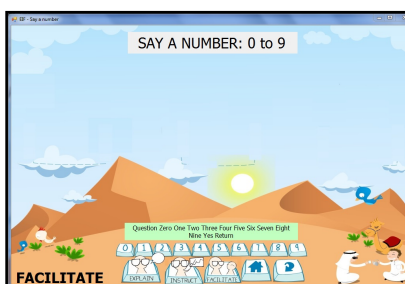 EIF - Say a number
SAY A NUMBER: 0 to 9
Question Zero One Two Three Four Five Six Seven Eight
Nine Yes Return
0 1 2 3 4 5 6 7 8 9
FACILITATE
EXPLAIN INSTRUCT FACILITATE